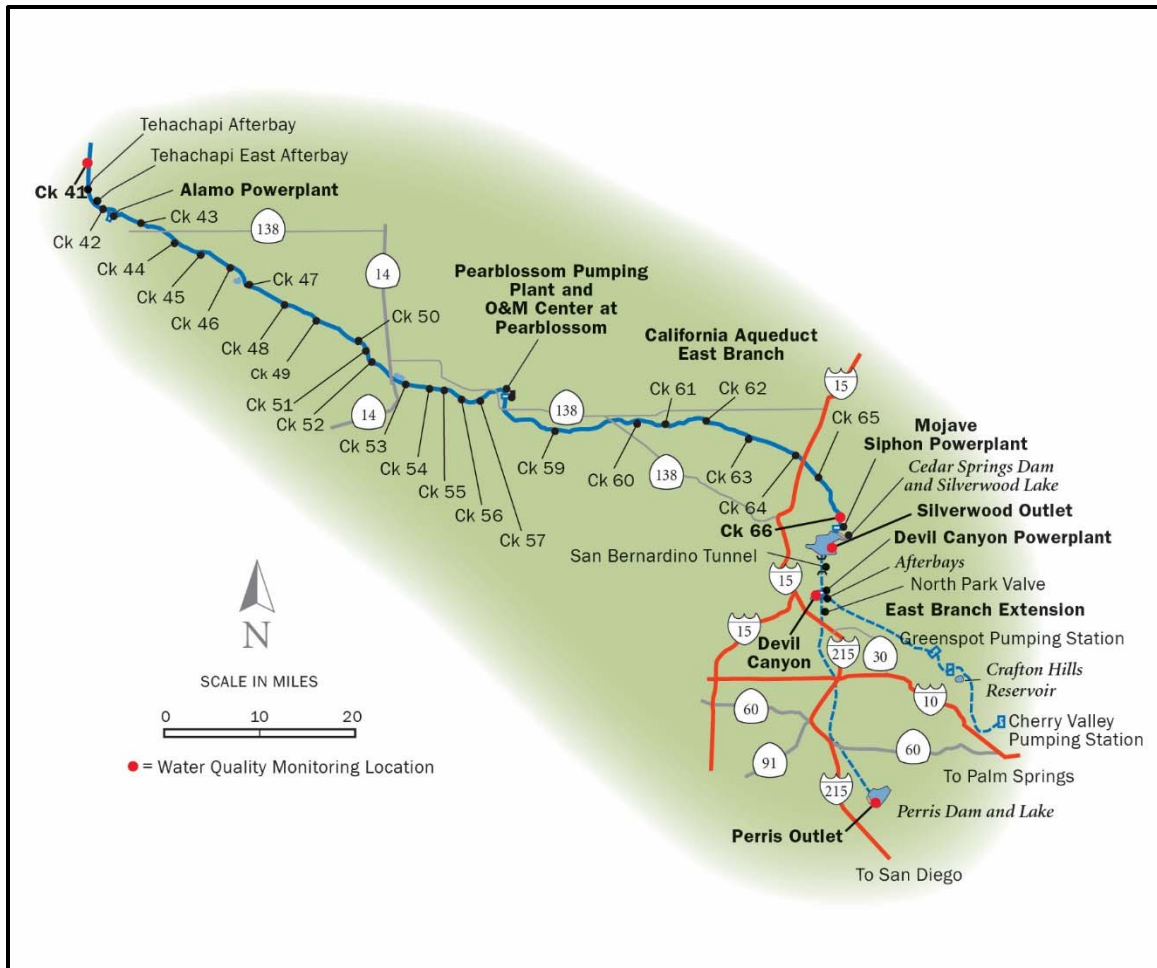 Tehachapi Afterbay
Tehachapi East Afterbay
Ck 41
Alamo Powerplant
Ck 42
Ck 43
138
Ck 44
14
Ck 45
Ck 47
Ck 46
Pearblossom Pumping
Plant and
O&M Center at
Pearblossom
Ck 50
Ck 48
Ck 49
California Aqueduct
East Branch
15
Ck 51
Ck 61
Ck 62
Ck 52
14
138
Ck 65
Ck 53
Mojave
Siphon Powerplant
Ck 54
Ck 59
Ck 60
138
Ck 63
Cedar Springs Dam
and Silverwood Lake
Ck 55
Ck 64
Ck 56
Ck 66
Silverwood Outlet
Ck 57
Devil Canyon Powerplant
San Bernardino Tunnel
Afterbays
15
North Park Valve
East Branch Extension
N
15
Devil
Canyon
215
30
Greenspot Pumping Station
Crafton Hills
Reservoir
SCALE IN MILES
0 10 20
60
10
Cherry Valley
Pumping Station
91
60
= Water Quality Monitoring Location
To Palm Springs
215
Perris Dam and Lake
Perris Outlet
To San Diego